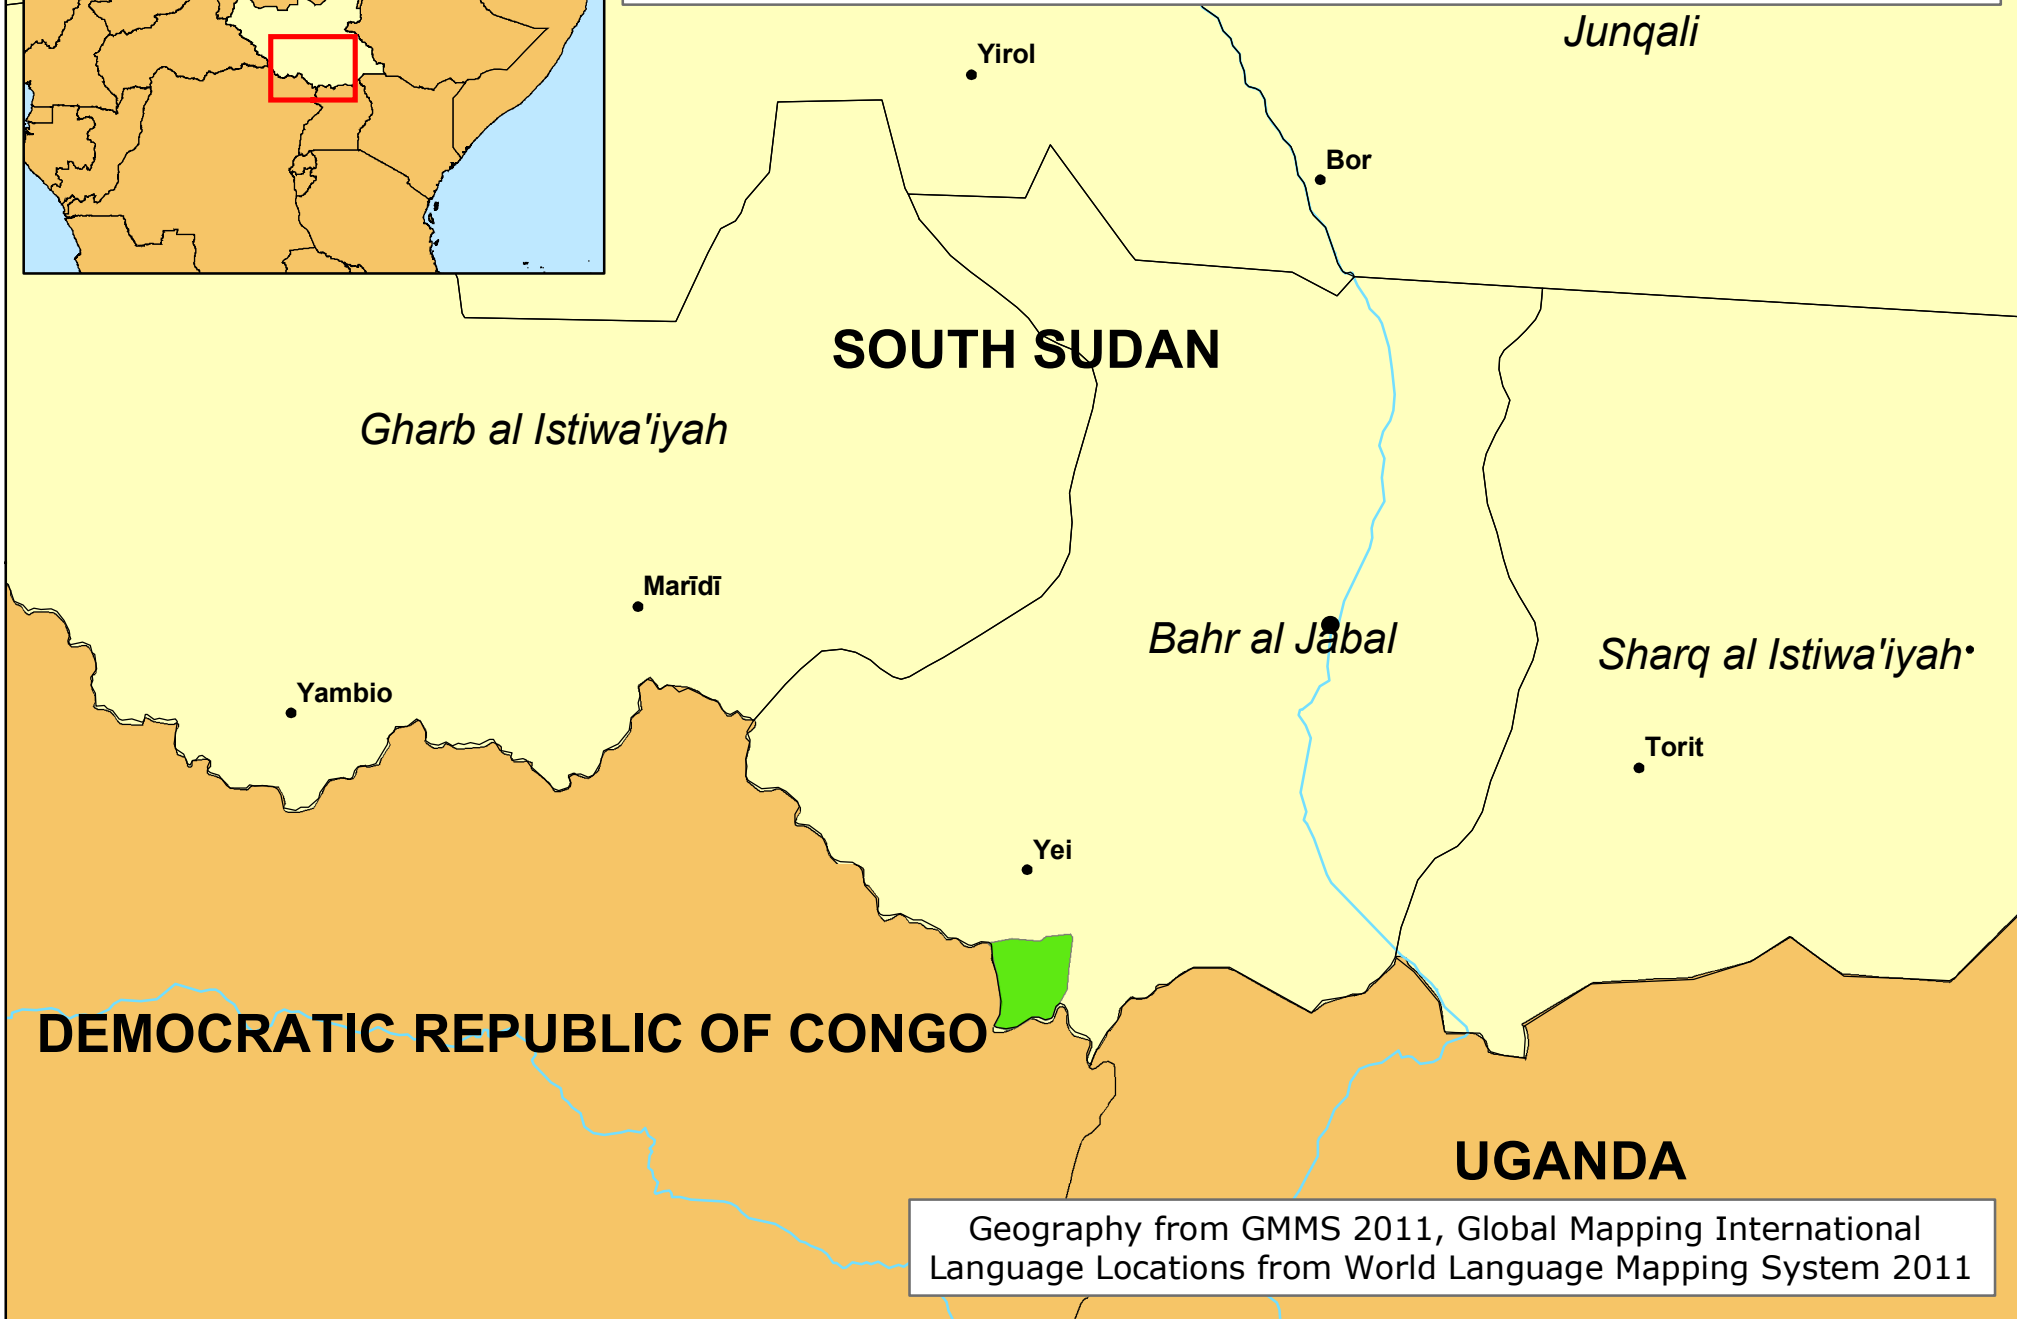 Junqali
Yirol
Bor
SOUTH SUDAN
Gharb al Istiwa'iyah
Marīdī
Bahr al Jabal
Sharq al Istiwa'iyah
Yambio
Torit
Yei
DEMOCRATIC REPUBLIC OF CONGO
UGANDA
Geography from GMMS 2011, Global Mapping International
Language Locations from World Language Mapping System 2011